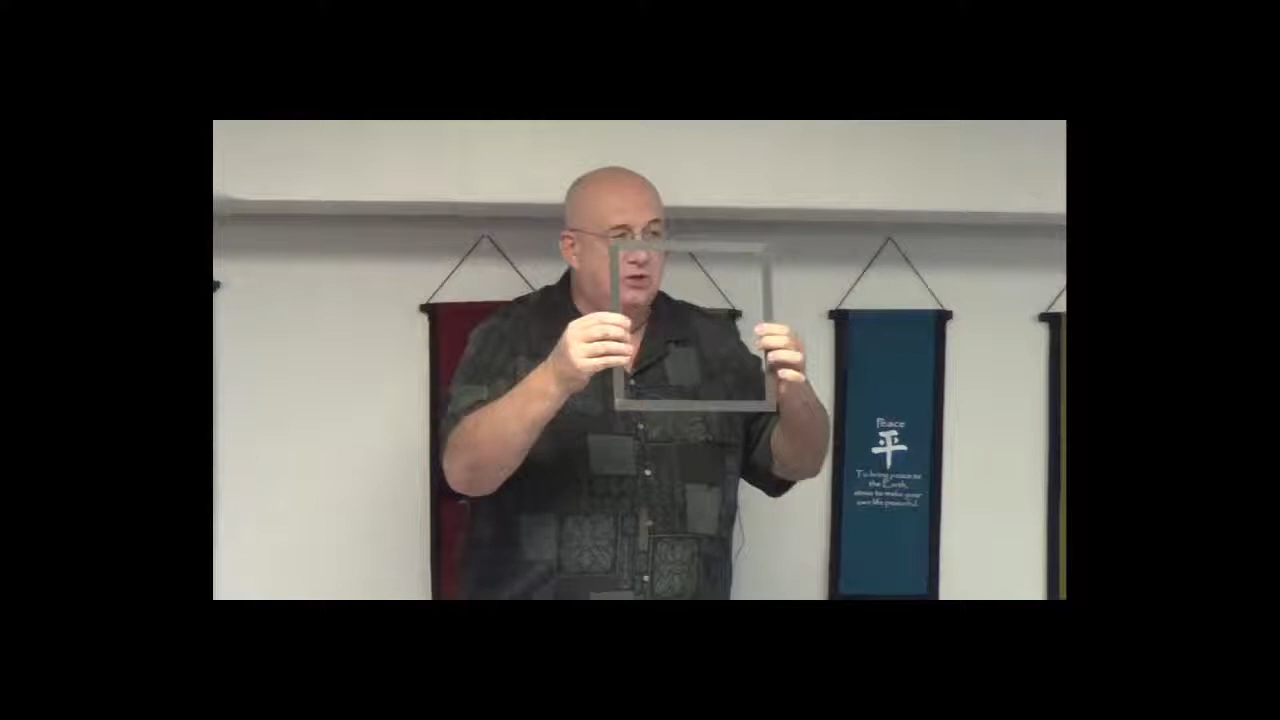 Peace
平
To bring peace to
the Earth,
strive to make your
own life peaceful.